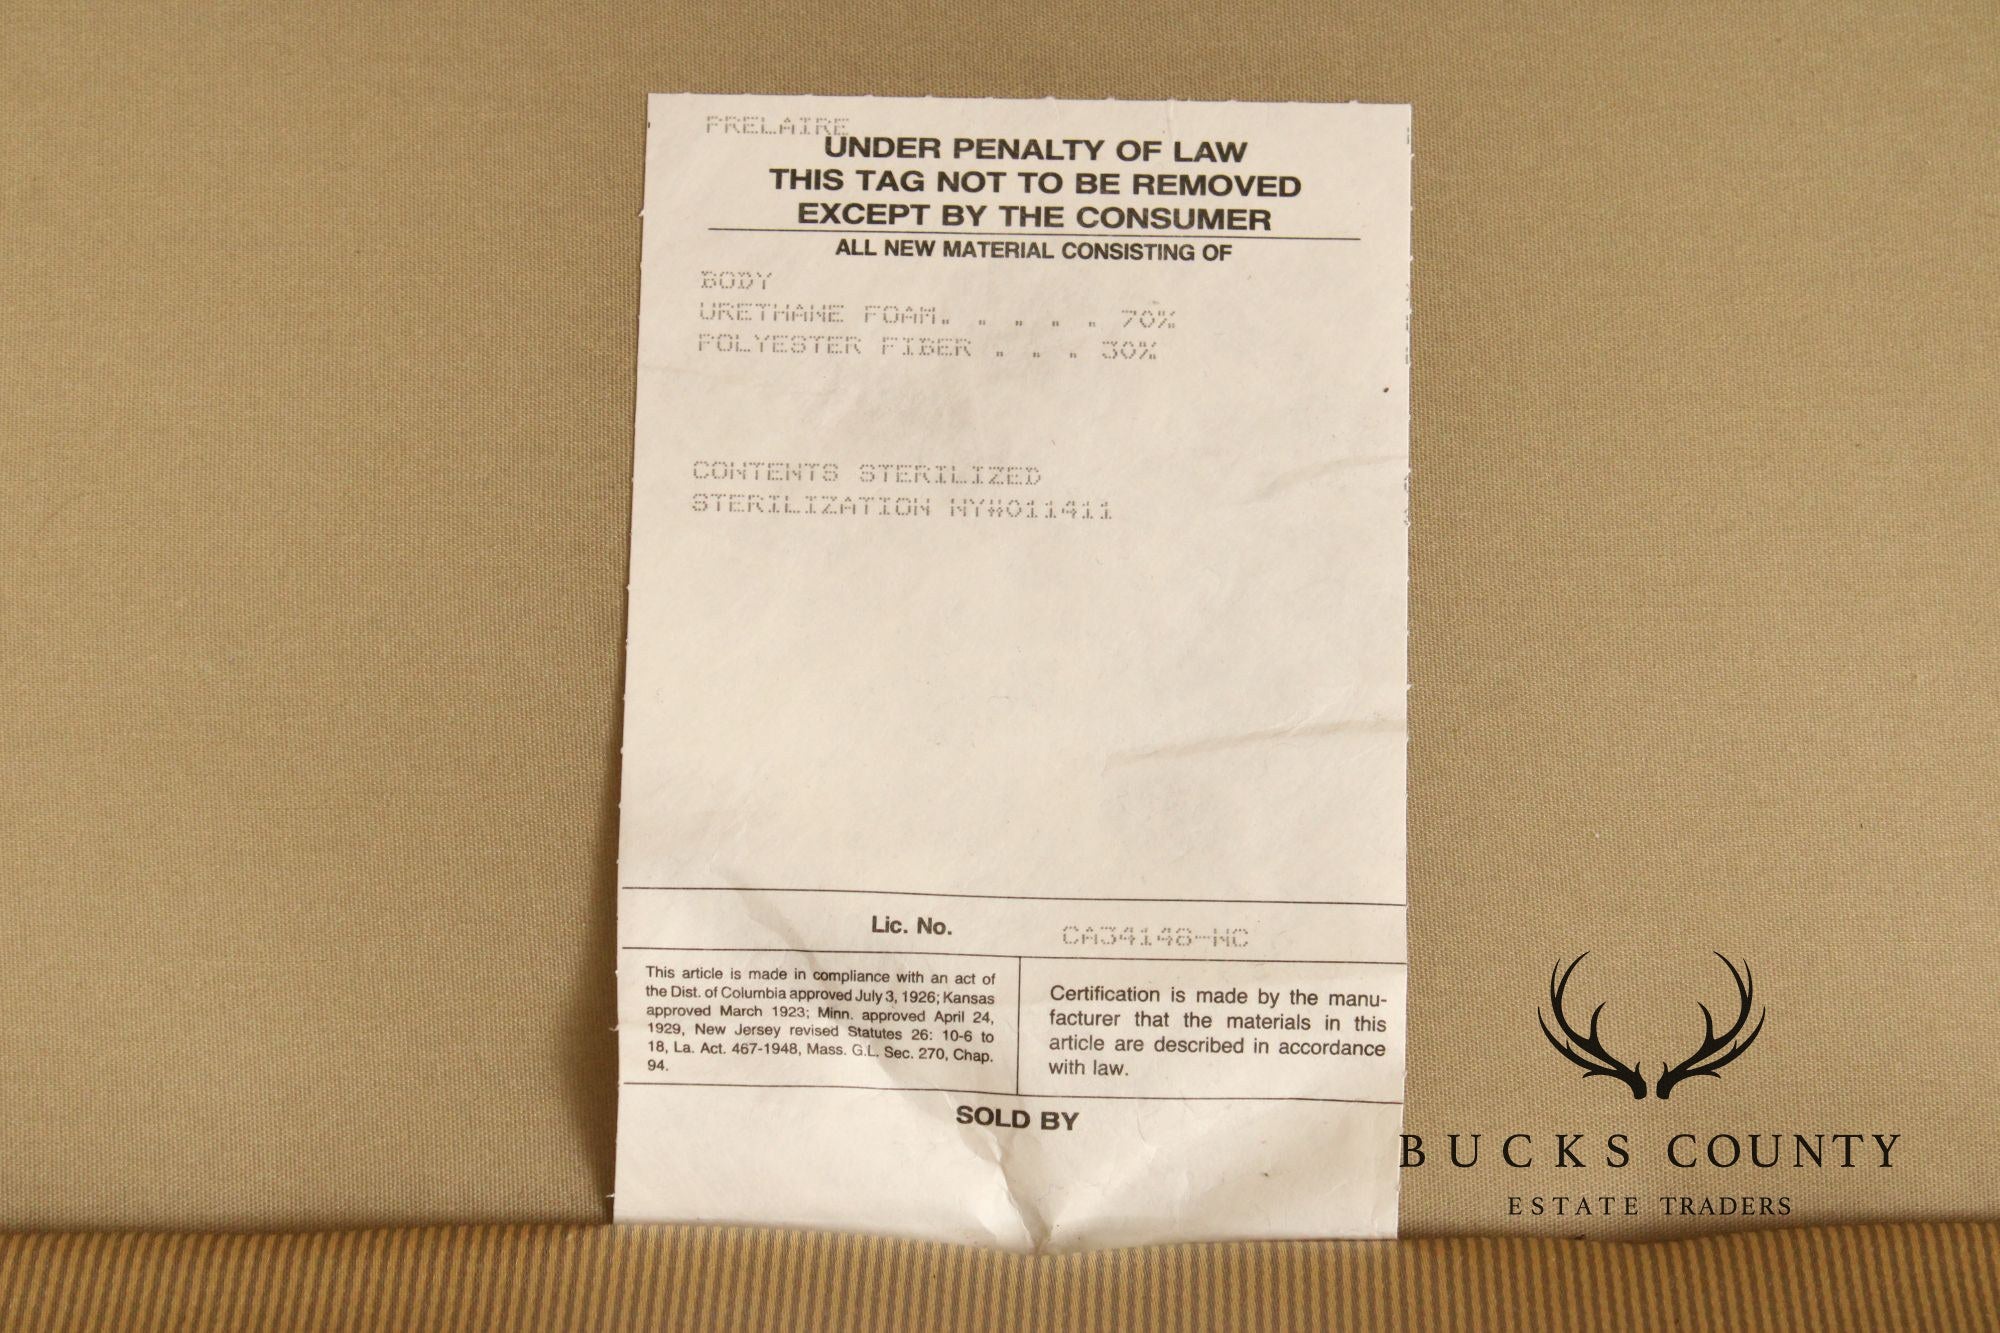 PRELAIRE
UNDER PENALTY OF LAW
THIS TAG NOT TO BE REMOVED
EXCEPT BY THE CONSUMER
ALL NEW MATERIAL CONSISTING OF
BODY
URETHANE FOAM. . . . . 70%
POLYESTER FIBER . . . 30%
CONTENTS STERILIZED
STERILIZATION NY#011411
Lic. No. CA34148-NC
This article is made in compliance with an act of
the Dist. of Columbia approved July 3, 1926; Kansas
approved March 1923; Minn. approved April 24,
1929, New Jersey revised Statutes 26: 10-6 to
18, La. Act. 467-1948, Mass. G.L. Sec. 270, Chap.
94.
Certification is made by the manu-
facturer that the materials in this
article are described in accordance
with law.
SOLD BY
BUCKS COUNTY
ESTATE TRADERS